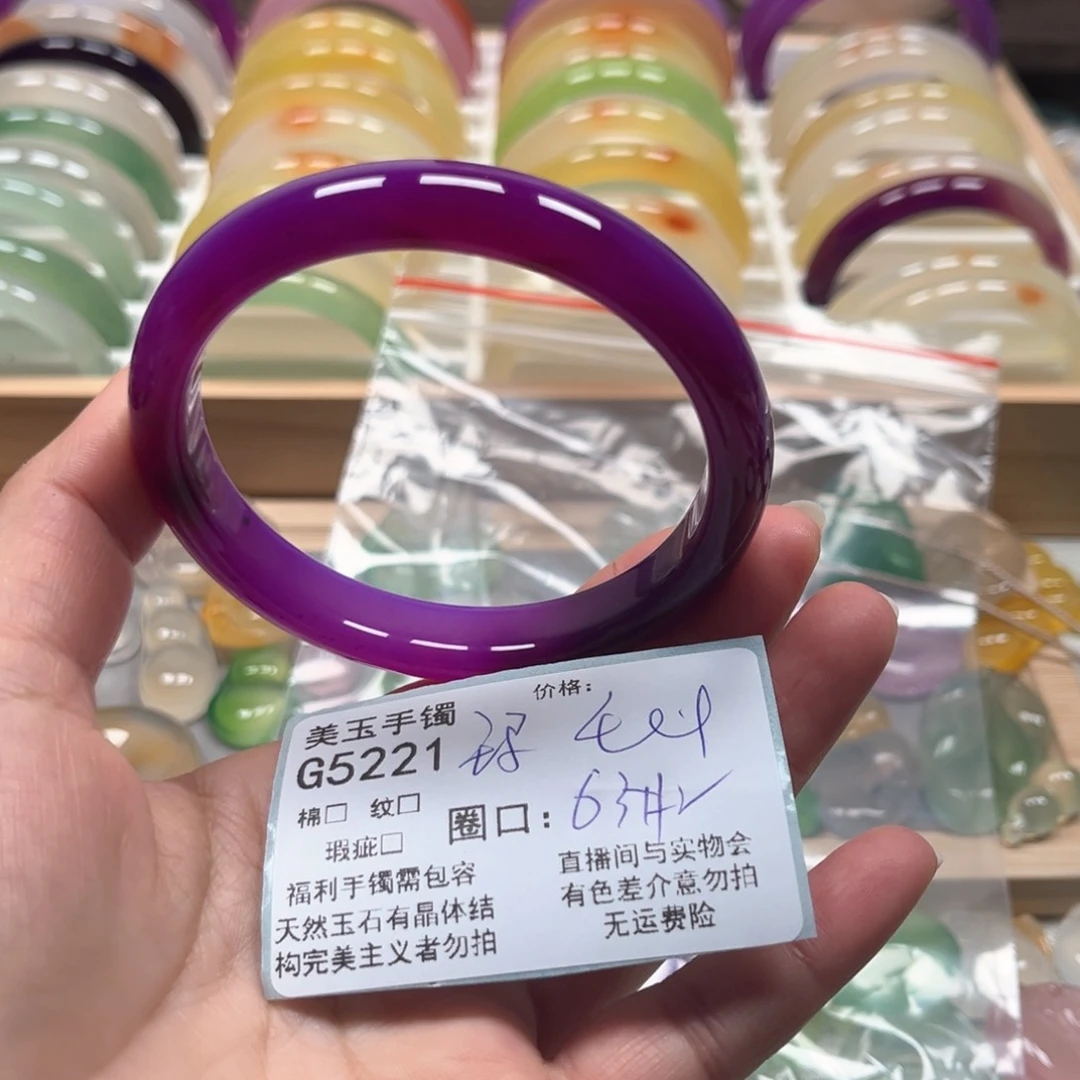 价格:
美玉手镯
G5221
棉□ 纹□
圈口: 63#
瑕疵□
福利手镯需包容
天然玉石有晶体结
构完美主义者勿拍
直播间与实物会
有色差介意勿拍
无运费险